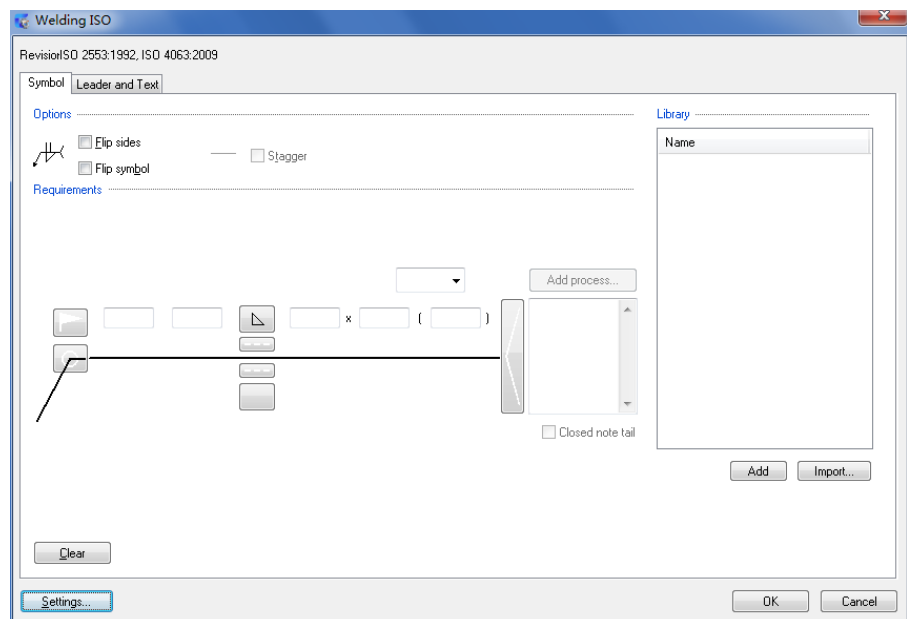 Welding ISO
RevisionISO 2553:1992, ISO 4063:2009
Symbol Leader and Text
Options Library
Flip sides Name
Stagger
Flip symbol
Requirements
Add process...
x ( )
Closed note tail
Add Import...
Clear
Settings... OK Cancel